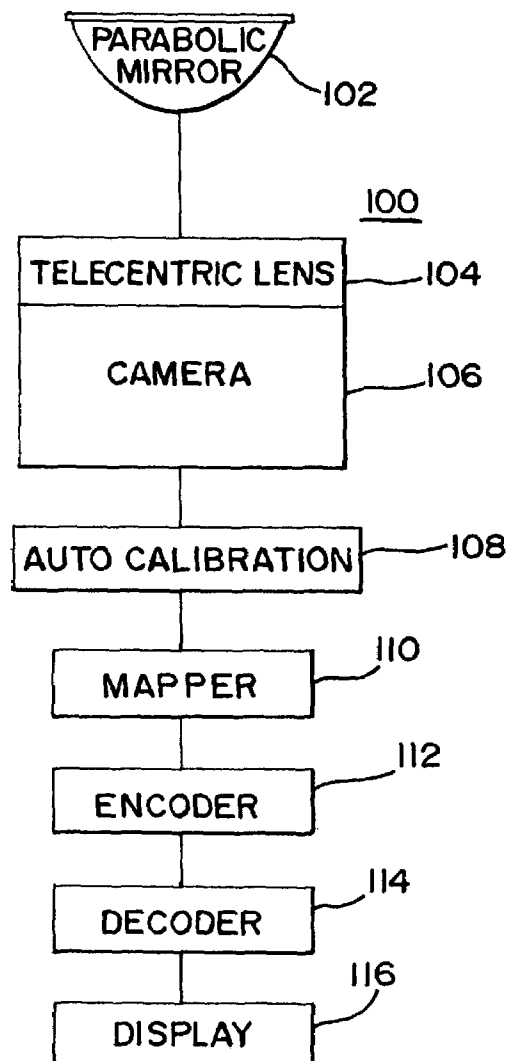 PARABOLIC
MIRROR
102
100
TELECENTRIC LENS
104
CAMERA
106
AUTO CALIBRATION
108
MAPPER
110
ENCODER
112
DECODER
114
DISPLAY
116